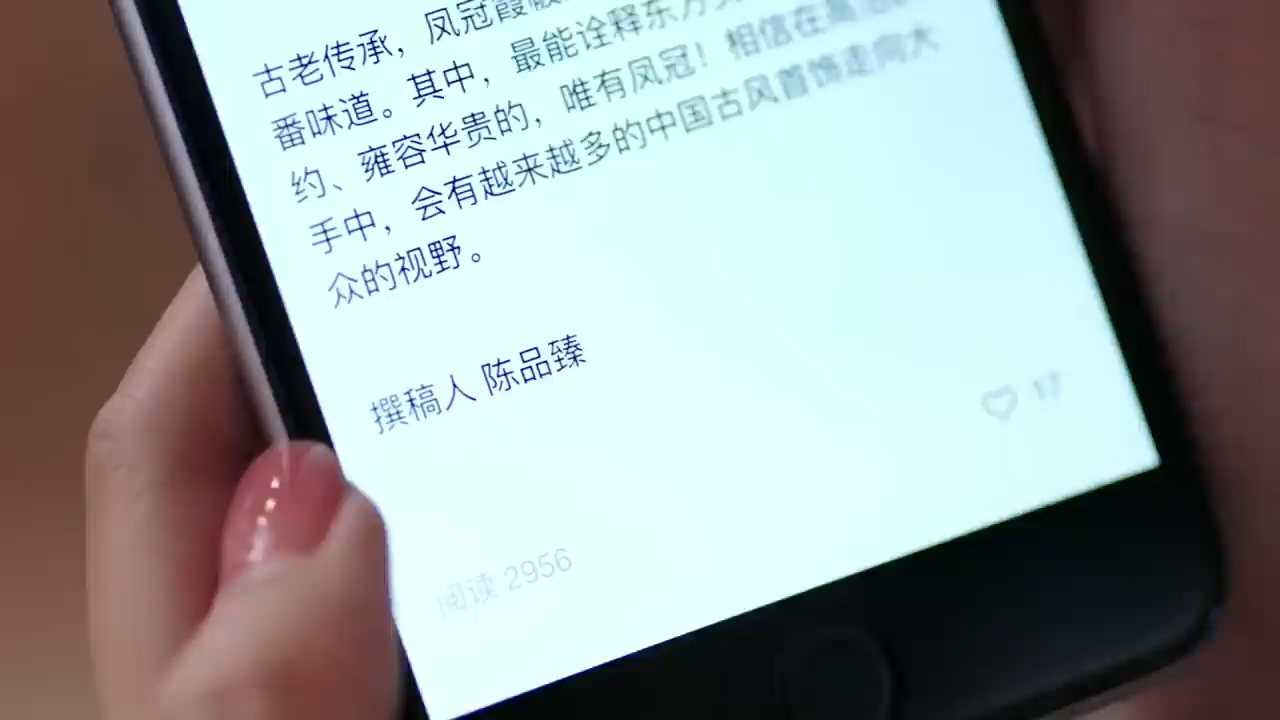 古老传承，凤冠霞
番味道。其中，最能诠释东方
约、雍容华贵的，唯有凤冠！相信在
手中，会有越来越多的中国古风首饰走向大
众的视野。
撰稿人 陈品臻
17
阅读 2956